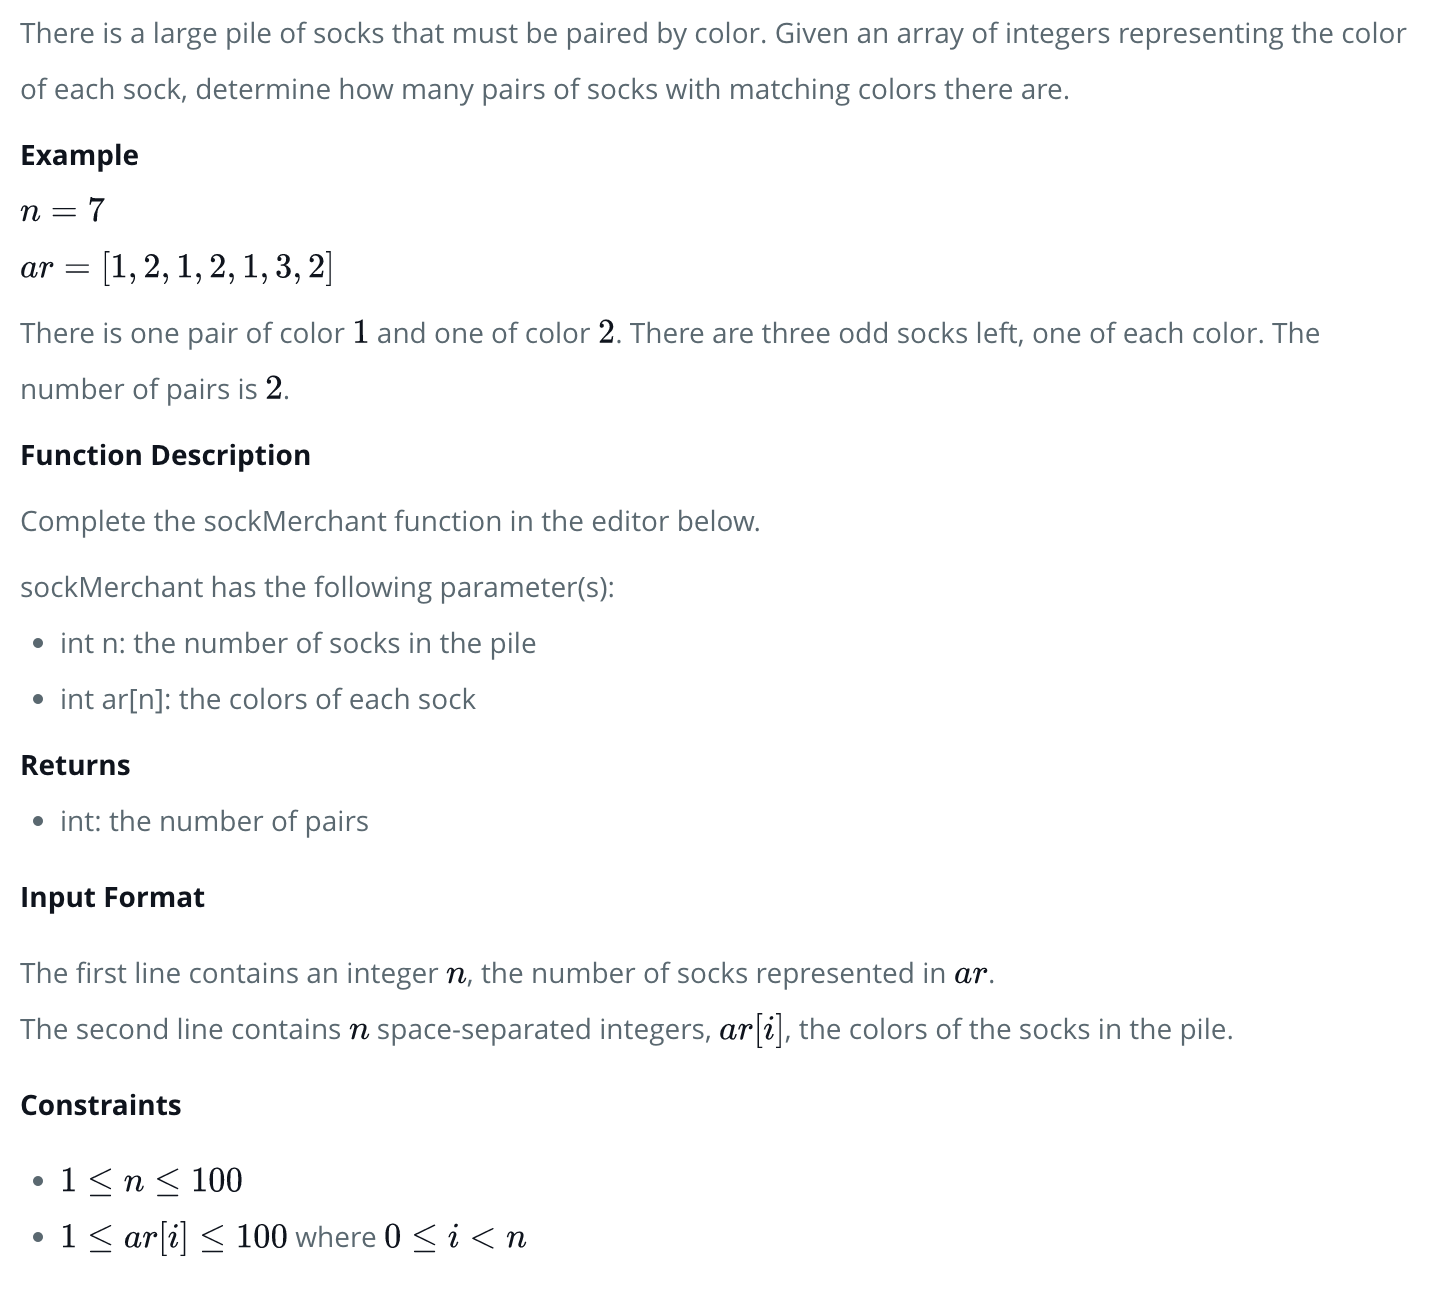 There is a large pile of socks that must be paired by color. Given an array of integers representing the color
of each sock, determine how many pairs of socks with matching colors there are.
Example
n = 7
ar = [1, 2, 1, 2, 1, 3, 2]
There is one pair of color 1 and one of color 2. There are three odd socks left, one of each color. The
number of pairs is 2.
Function Description
Complete the sockMerchant function in the editor below.
sockMerchant has the following parameter(s):
• int n: the number of socks in the pile
• int ar[n]: the colors of each sock
Returns
• int: the number of pairs
Input Format
The first line contains an integer n, the number of socks represented in ar.
The second line contains n space-separated integers, ar[i], the colors of the socks in the pile.
Constraints
• 1 ≤ n ≤ 100
• 1 ≤ ar[i] ≤ 100 where 0 ≤ i < n